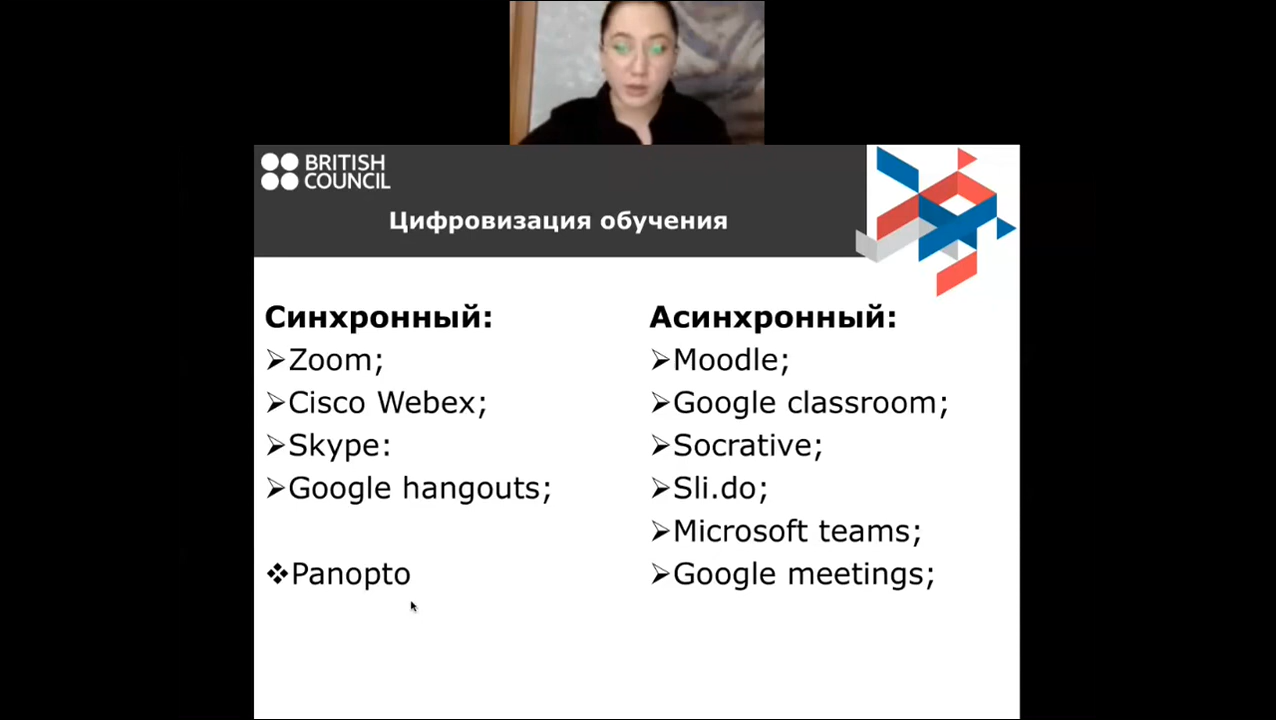 BRITISH
COUNCIL
Цифровизация обучения
Синхронный:
Zoom;
Cisco Webex;
Skype:
Google hangouts;
Panopto
Асинхронный:
Moodle;
Google classroom;
Socrative;
Sli.do;
Microsoft teams;
Google meetings;